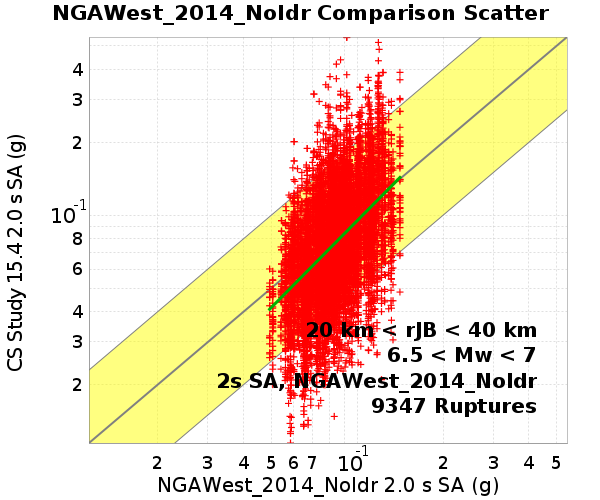 NGAWest_2014_NoIdr Comparison Scatter
CS Study 15.4 2.0 s SA (g)
4
3
2
10-1
8
6
4
3
2
20 km < rJB < 40 km
6.5 < Mw < 7
2s SA, NGAWest_2014_NoIdr
9347 Ruptures
2 3 4 5 6 7 10-1 2 3 4 5
NGAWest_2014_NoIdr 2.0 s SA (g)